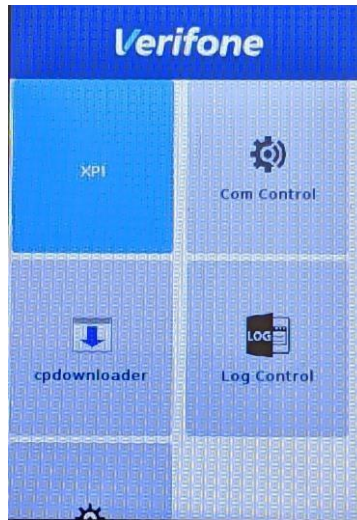 Verifone
XPI
Com Control
cpdownloader
LOG
Log Control